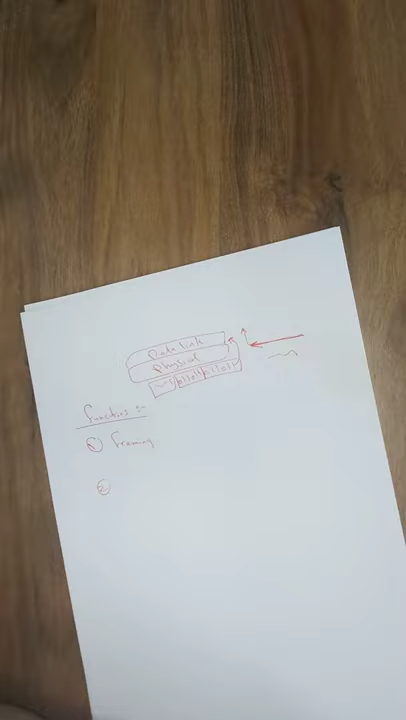 Data Link
Physical
Functions :-
① Framing
②